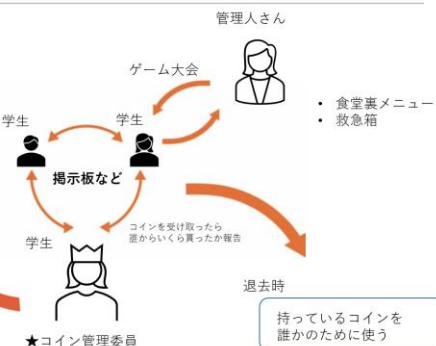 管理人さん
ゲーム大会
• 食堂裏メニュー
• 救急箱
学生
学生
掲示板など
コインを受け取ったら
誰からいくら貰ったか報告
学生
退去時
持っているコインを
誰かのために使う
★コイン管理委員